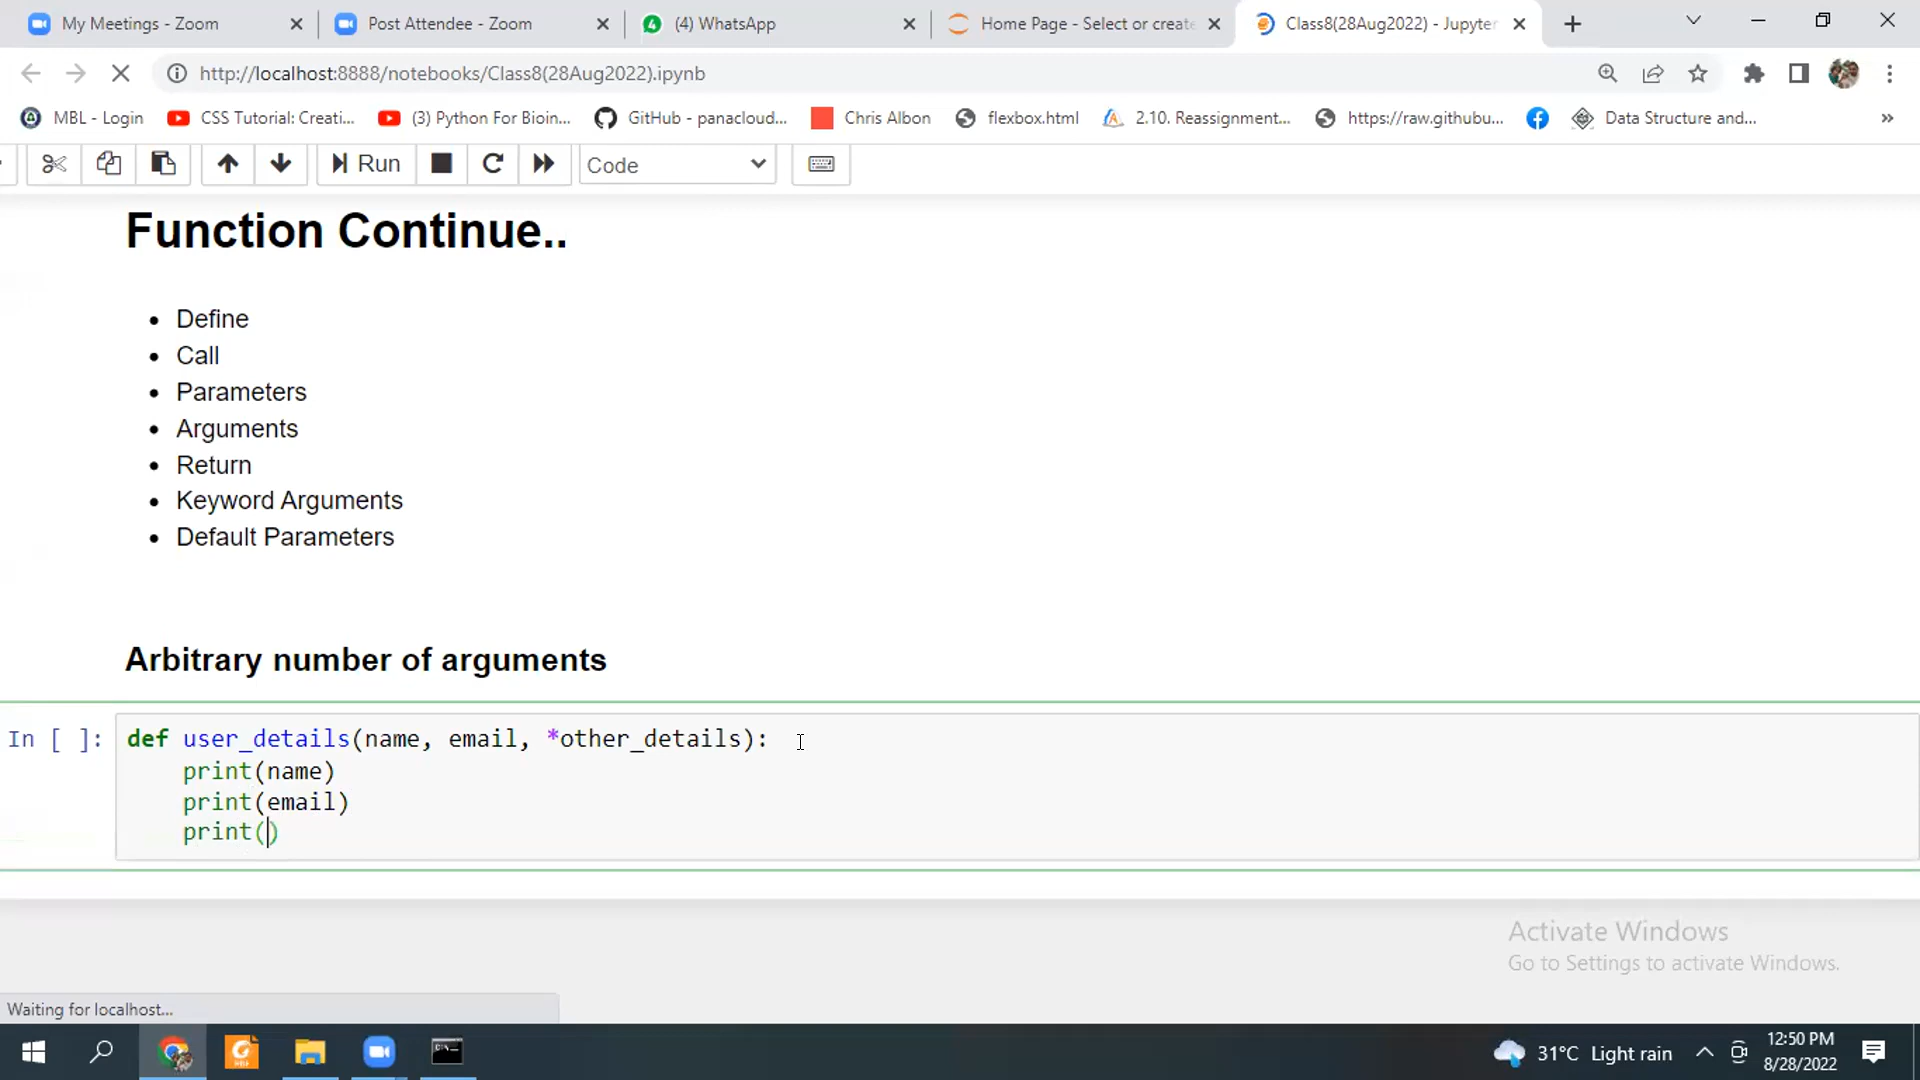 My Meetings - Zoom
Post Attendee - Zoom
4
(4) WhatsApp
Home Page - Select or create
Class8(28Aug2022) - Jupyter
http://localhost:8888/notebooks/Class8(28Aug2022).ipynb
MBL - Login
CSS Tutorial: Creati...
(3) Python For Bioin...
GitHub - panacloud...
Chris Albon
flexbox.html
2.10. Reassignment...
https://raw.githubu...
Data Structure and...
»
Run
Code
Function Continue..
• Define
• Call
• Parameters
• Arguments
• Return
• Keyword Arguments
• Default Parameters
Arbitrary number of arguments
In [ ]:
def user_details(name, email, *other_details):
print(name)
print(email)
print()
Activate Windows
Go to Settings to activate Windows.
Waiting for localhost...
31°C Light rain
12:50 PM
8/28/2022